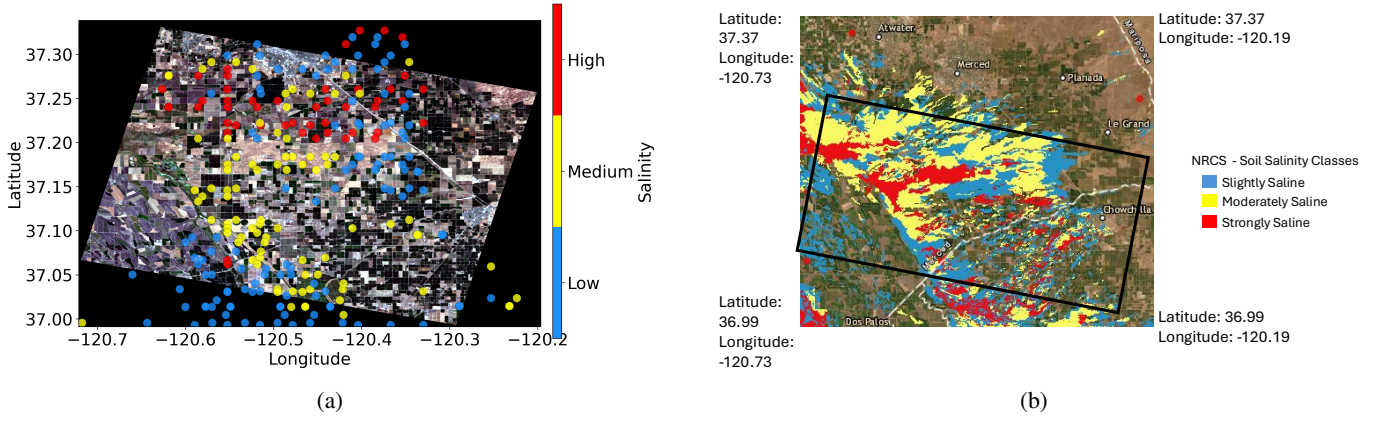 37.30
37.25
37.20
37.15
37.10
37.05
37.00
Latitude
−120.7
−120.6
−120.5
−120.4
−120.3
−120.2
Longitude
High
Medium
Low
Salinity
(a)
Latitude:
37.37
Longitude:
-120.73
Latitude: 37.37
Longitude: -120.19
Atwater
Merced
Planada
Mariposa
Le Grand
Chowchilla
Dos Palos
NRCS - Soil Salinity Classes
Slightly Saline
Moderately Saline
Strongly Saline
Latitude:
36.99
Longitude:
-120.73
Latitude: 36.99
Longitude: -120.19
(b)